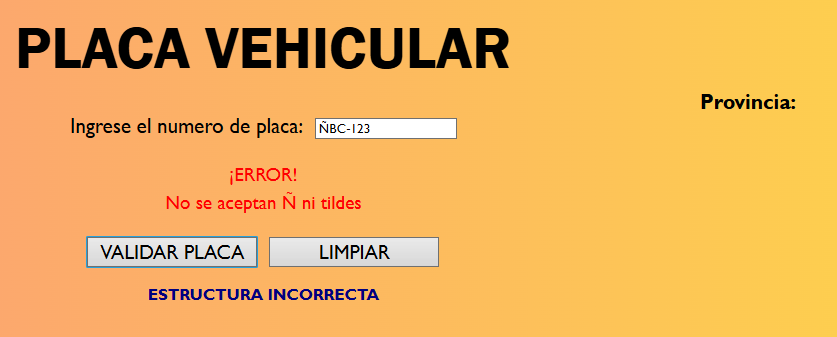 PLACA VEHICULAR
Provincia:
Ingrese el numero de placa: ÑBC-123
¡ERROR!
No se aceptan Ñ ni tildes
VALIDAR PLACA LIMPIAR
ESTRUCTURA INCORRECTA